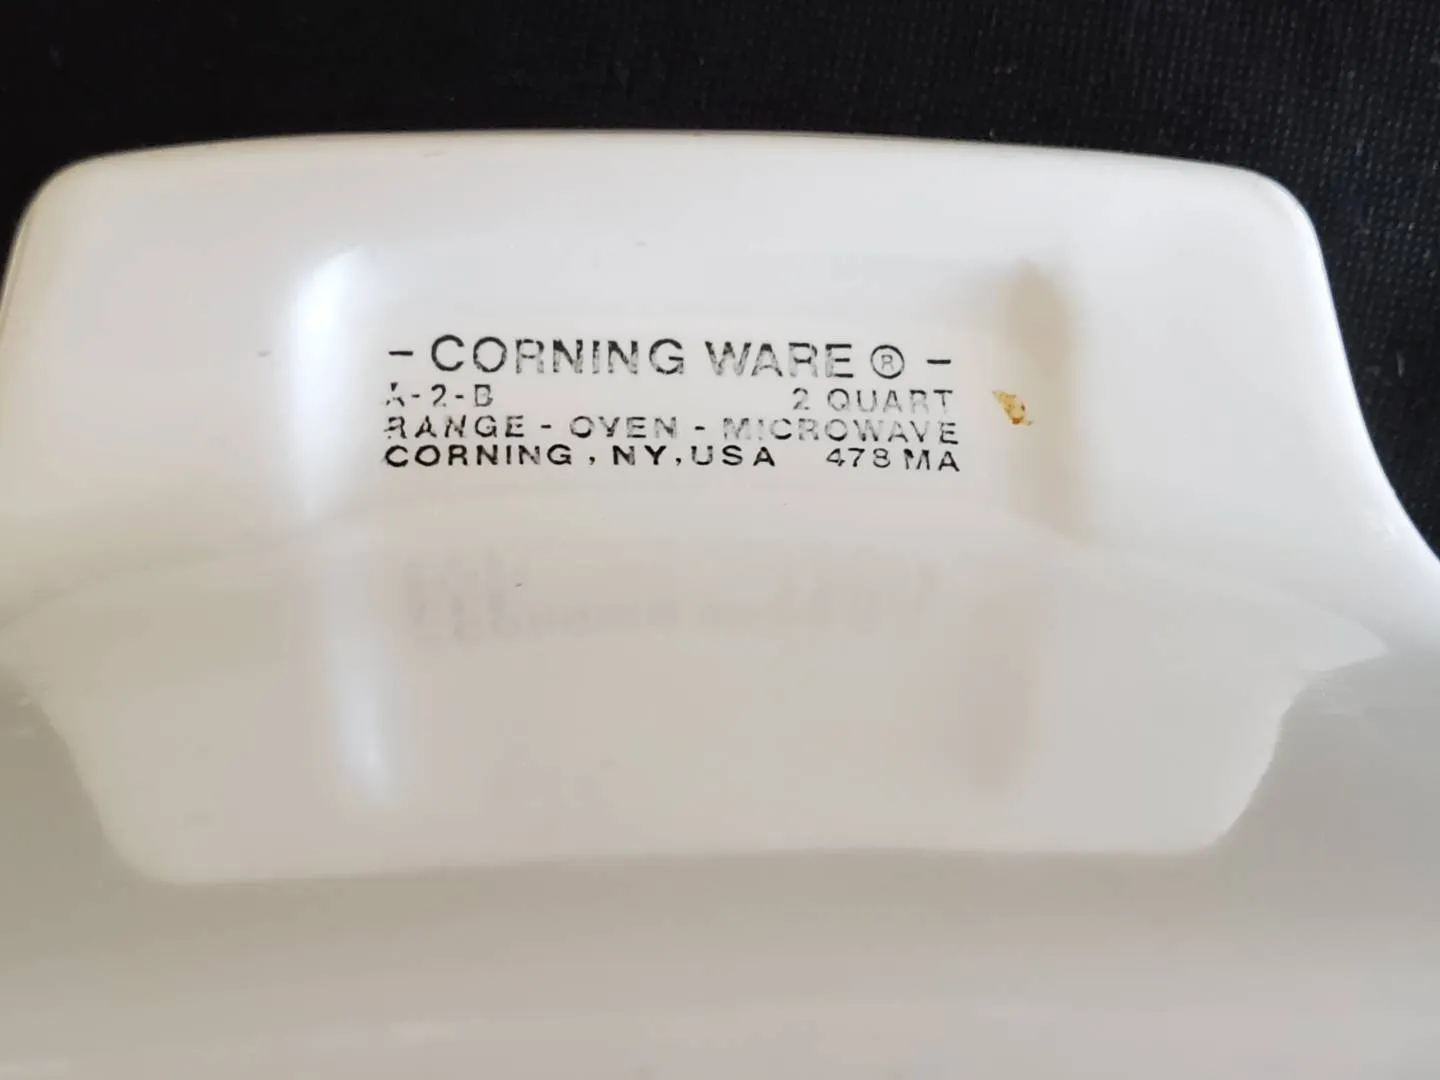 - CORNING WARE ® -
A-2-B 2 QUART
RANGE - OVEN - MICROWAVE
CORNING, NY, USA 478 MA